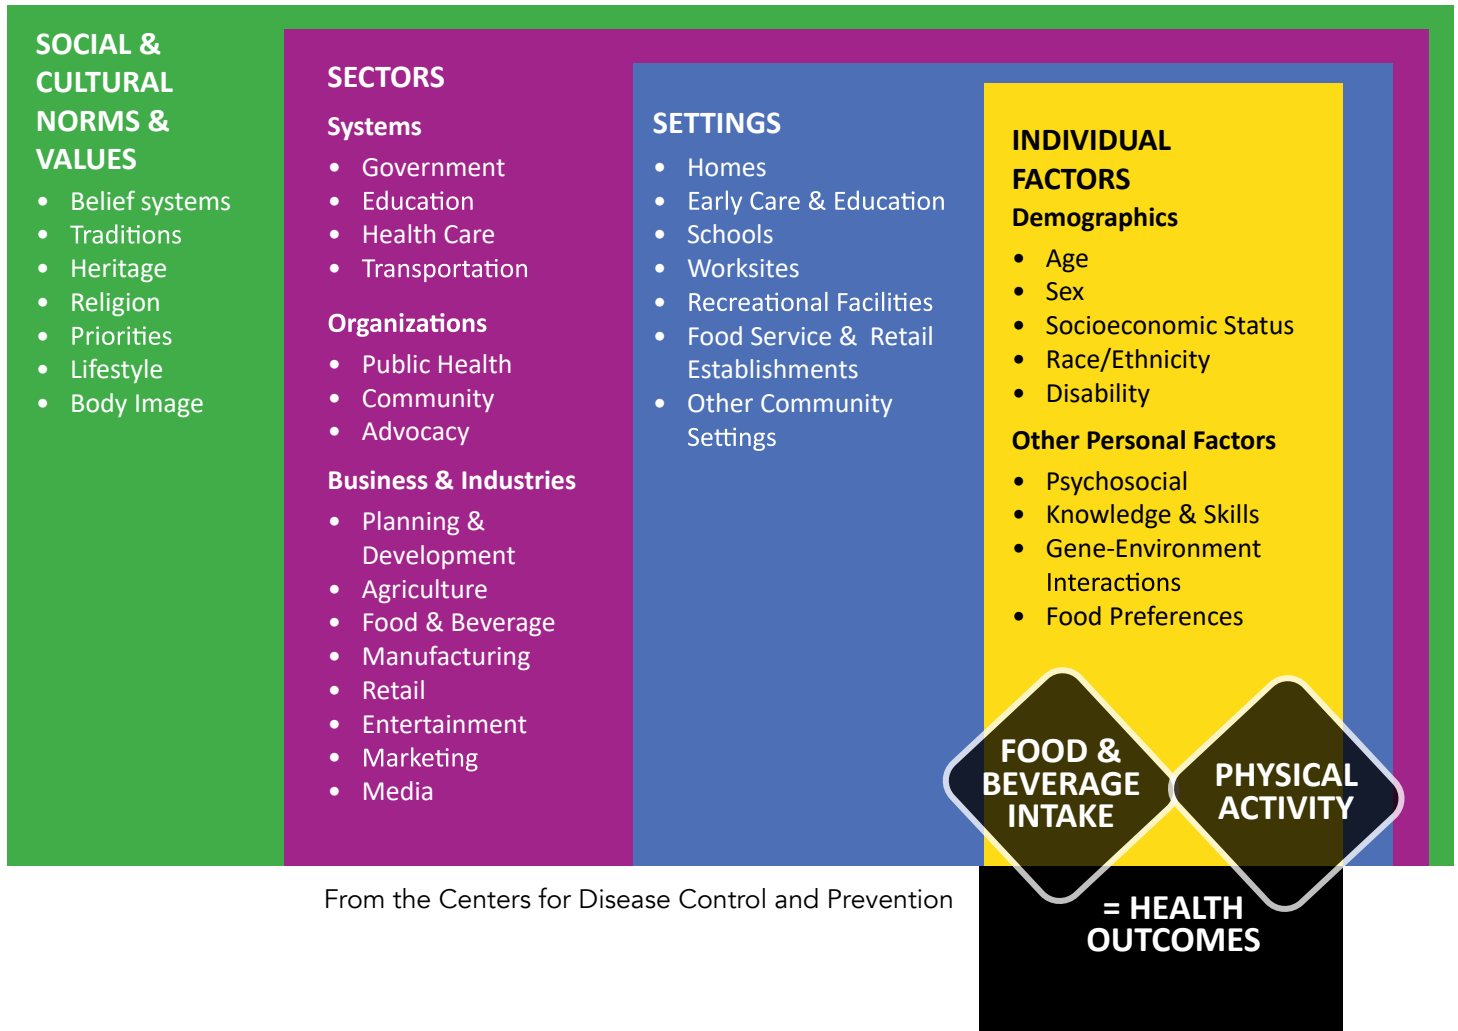 SOCIAL &
CULTURAL
NORMS &
VALUES
• Belief systems
• Traditions
• Heritage
• Religion
• Priorities
• Lifestyle
• Body Image
SECTORS
Systems
• Government
• Education
• Health Care
• Transportation
Organizations
• Public Health
• Community
• Advocacy
Business & Industries
• Planning &
Development
• Agriculture
• Food & Beverage
• Manufacturing
• Retail
• Entertainment
• Marketing
• Media
SETTINGS
• Homes
• Early Care & Education
• Schools
• Worksites
• Recreational Facilities
• Food Service & Retail
Establishments
• Other Community
Settings
INDIVIDUAL
FACTORS
Demographics
• Age
• Sex
• Socioeconomic Status
• Race/Ethnicity
• Disability
Other Personal Factors
• Psychosocial
• Knowledge & Skills
• Gene-Environment
Interactions
• Food Preferences
FOOD &
BEVERAGE
INTAKE
PHYSICAL
ACTIVITY
= HEALTH
OUTCOMES
From the Centers for Disease Control and Prevention